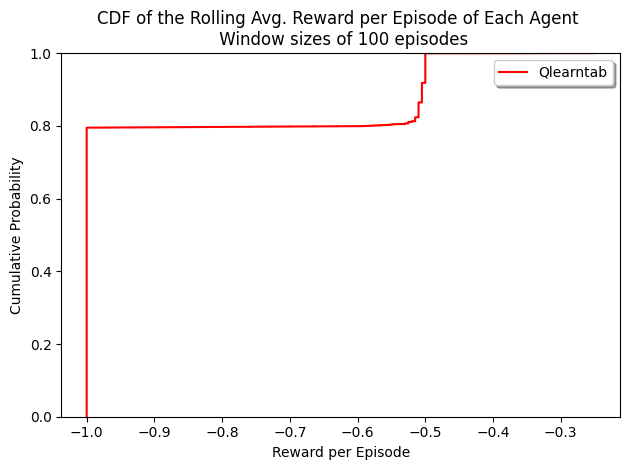 CDF of the Rolling Avg. Reward per Episode of Each Agent
Window sizes of 100 episodes
Qlearntab
1.0
0.8
0.6
0.4
0.2
0.0
Cumulative Probability
−1.0 −0.9 −0.8 −0.7 −0.6 −0.5 −0.4 −0.3
Reward per Episode